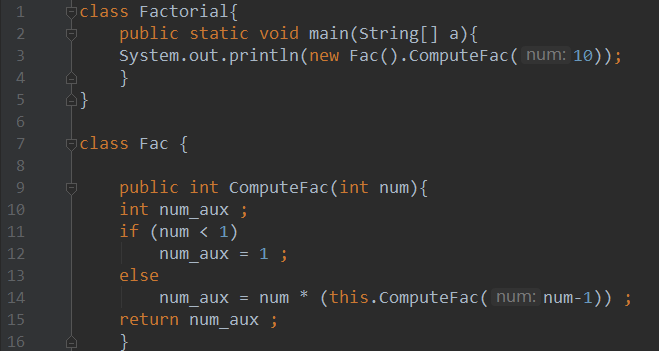 1 class Factorial{
2     public static void main(String[] a){
3     System.out.println(new Fac().ComputeFac( num: 10));
4     }
5 }
6
7 class Fac {
8
9     public int ComputeFac(int num){
10     int num_aux ;
11     if (num < 1)
12         num_aux = 1 ;
13     else
14         num_aux = num * (this.ComputeFac( num: num-1)) ;
15     return num_aux ;
16     }